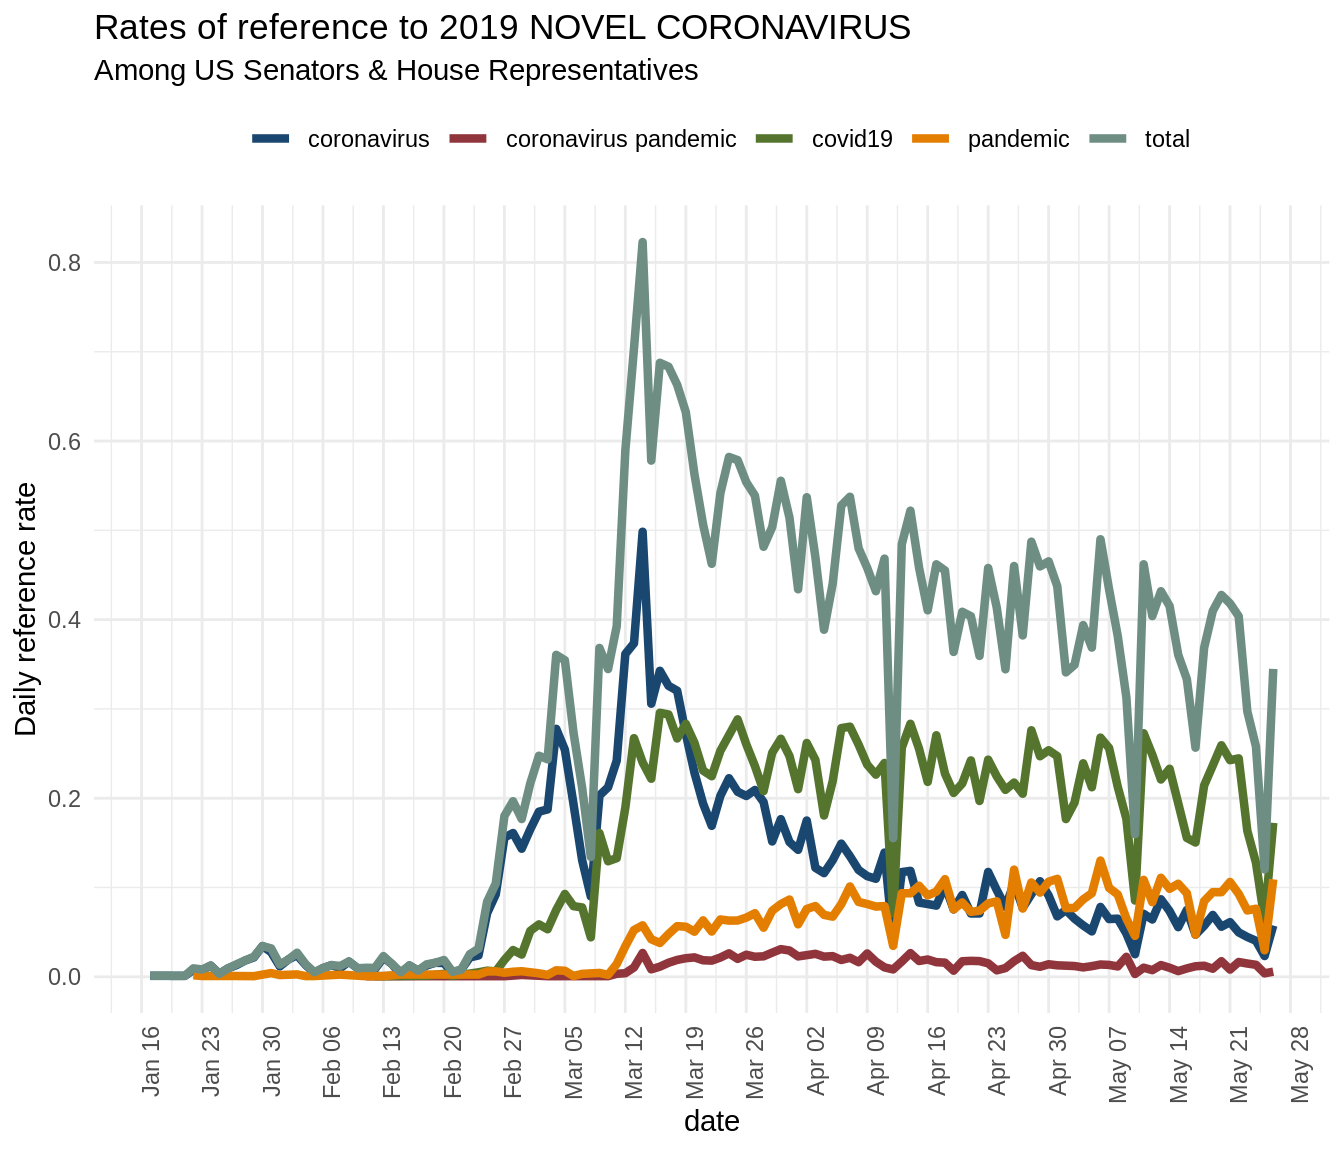 Rates of reference to 2019 NOVEL CORONAVIRUS
Among US Senators & House Representatives
coronavirus coronavirus pandemic covid19 pandemic total
Daily reference rate
0.8
0.6
0.4
0.2
0.0
Jan 16 Jan 23 Jan 30 Feb 06 Feb 13 Feb 20 Feb 27 Mar 05 Mar 12 Mar 19 Mar 26 Apr 02 Apr 09 Apr 16 Apr 23 Apr 30 May 07 May 14 May 21 May 28
date